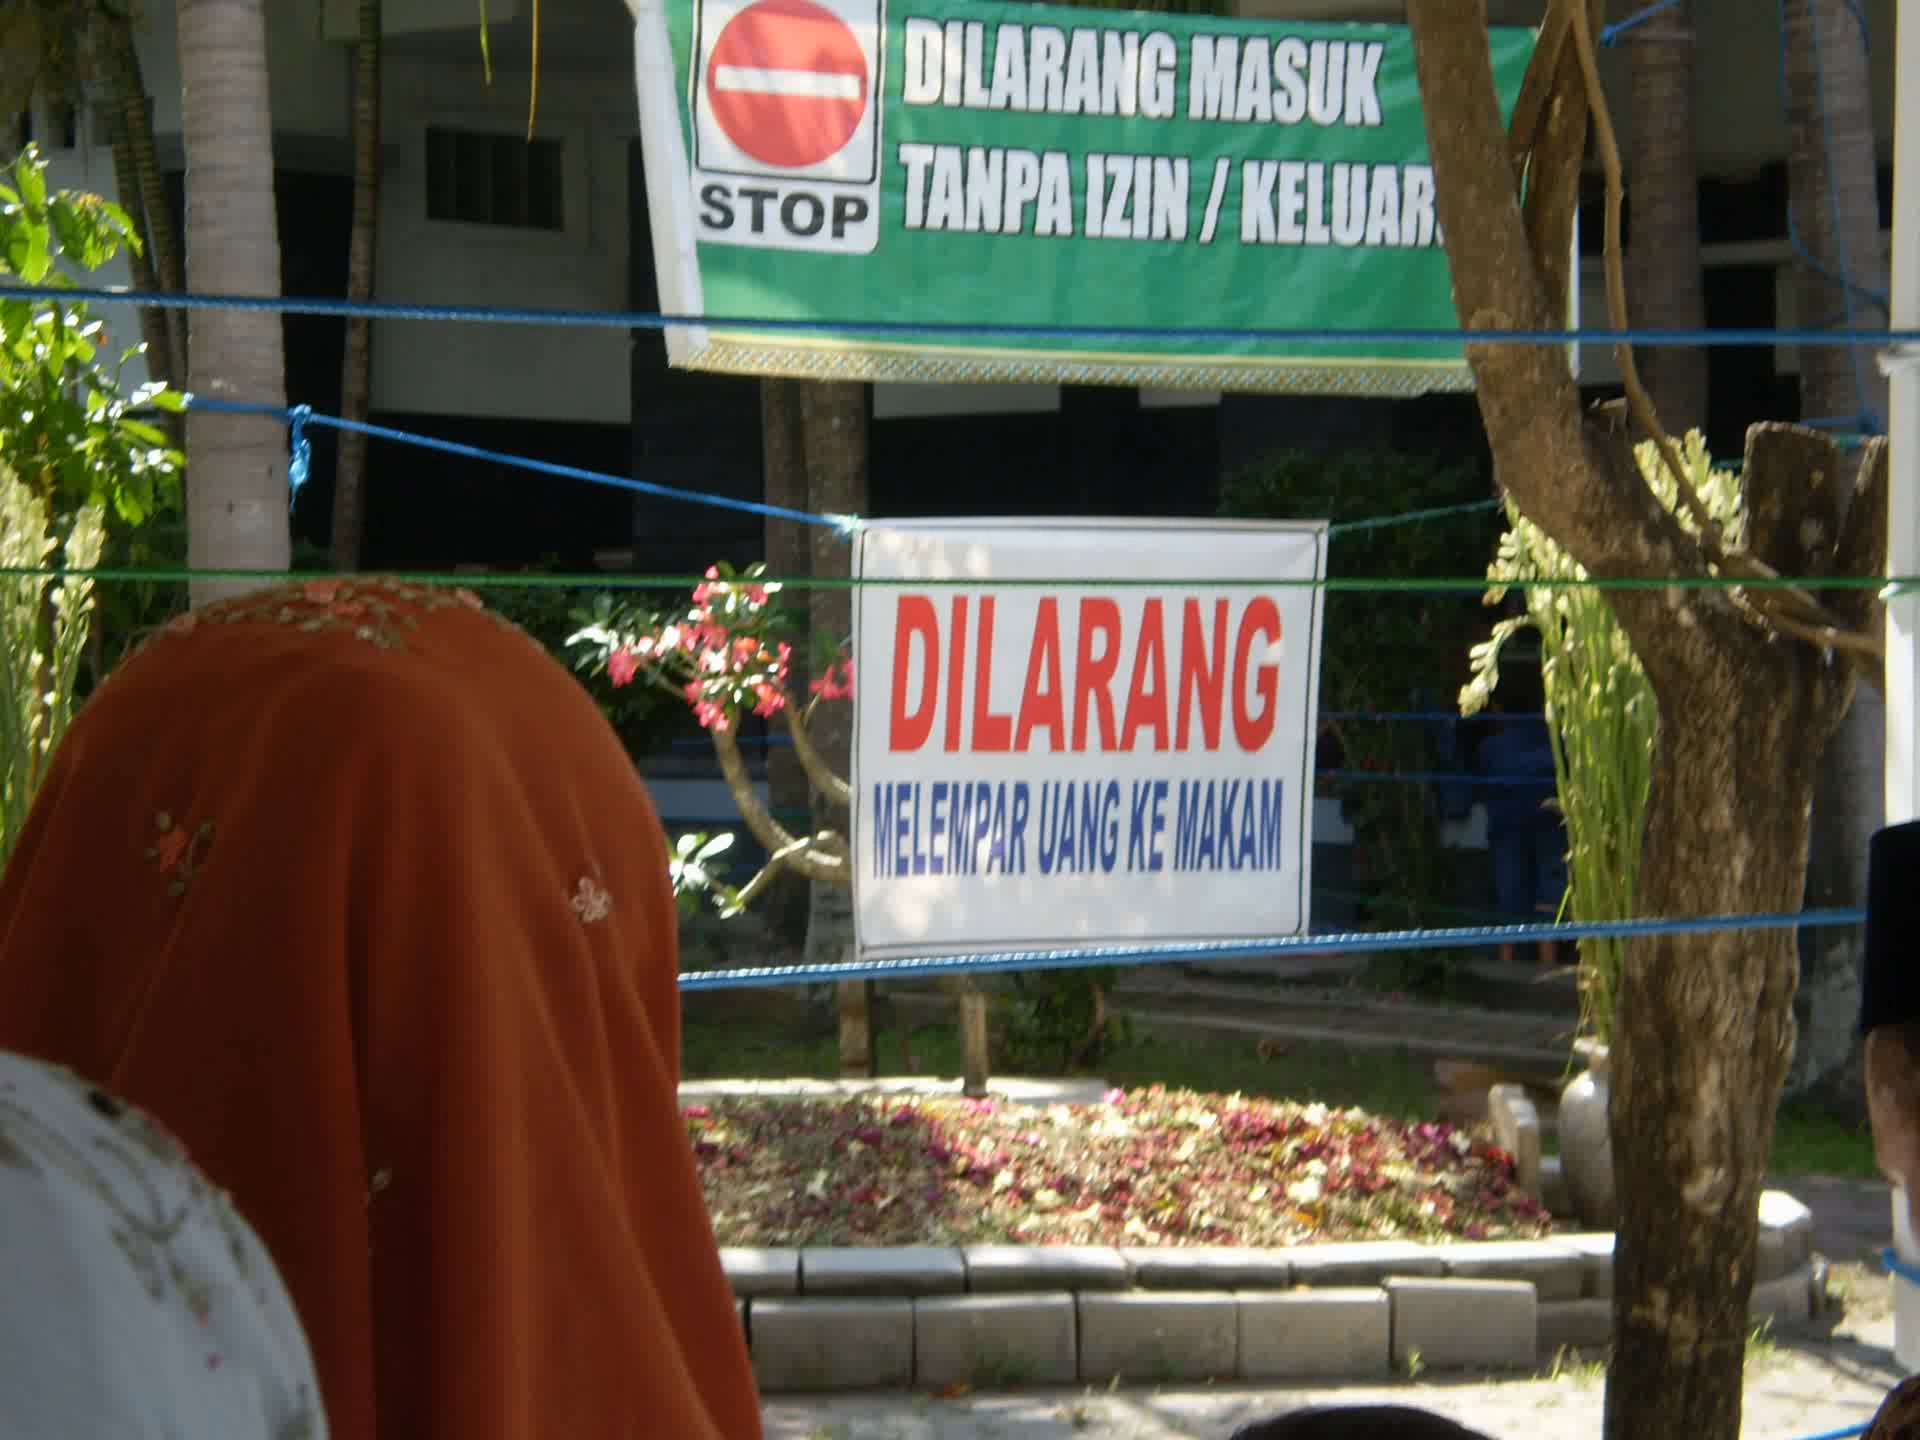 DILARANG MASUK
TANPA IZIN / KELUAR
STOP
DILARANG
MELEMPAR UANG KE MAKAM